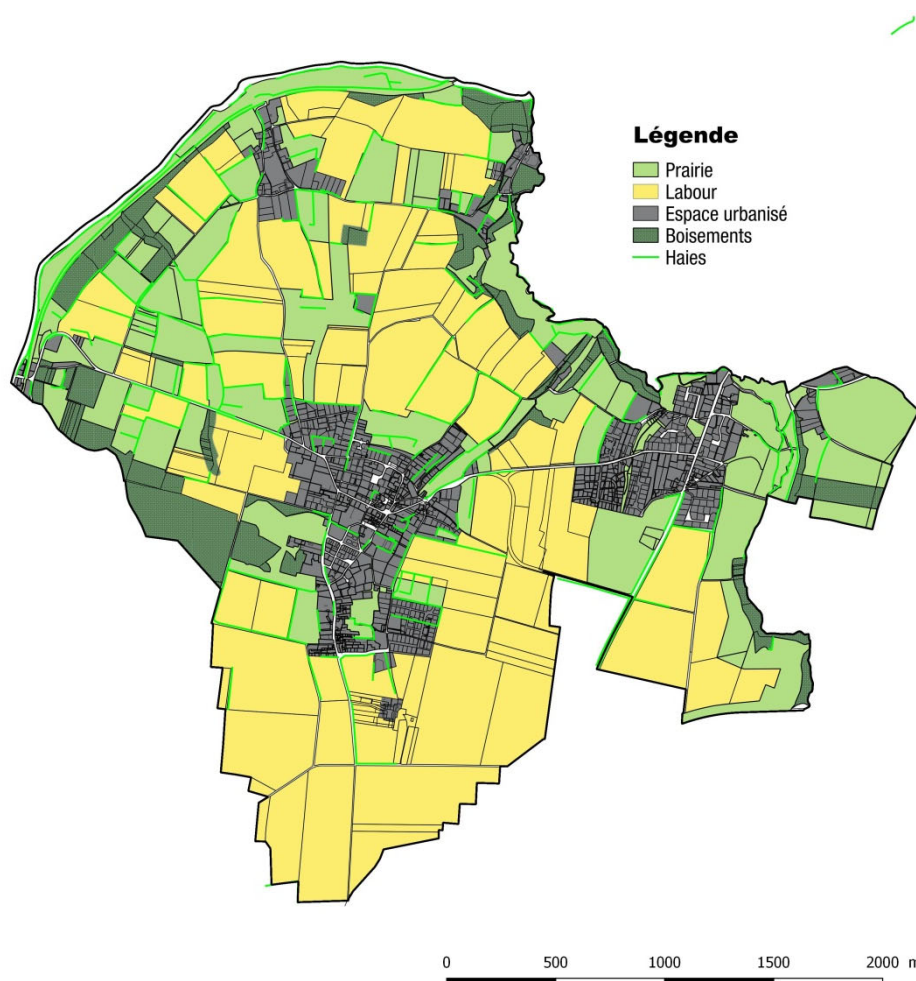 Légende
Prairie
Labour
Espace urbanisé
Boisements
Haies
0 500 1000 1500 2000 m